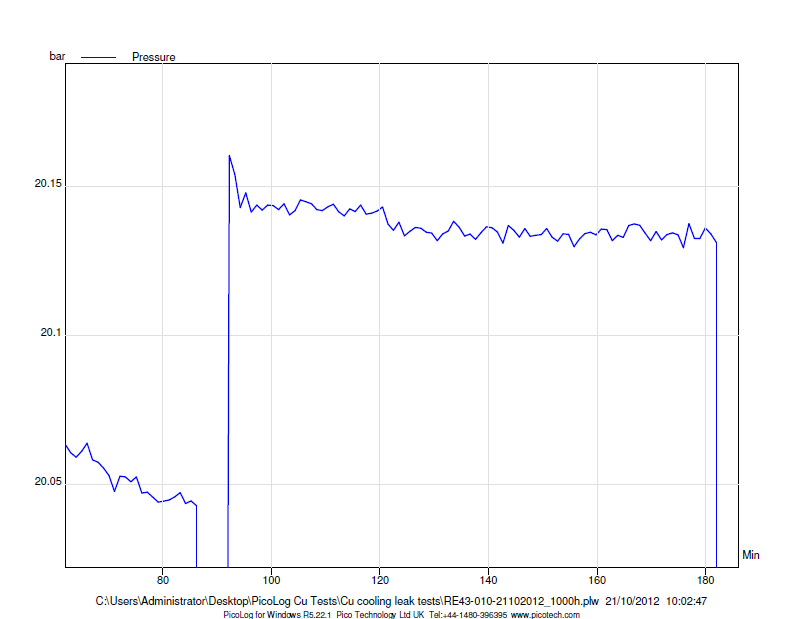 bar Pressure
20.15
20.1
20.05
Min
80 100 120 140 160 180
C:\Users\Administrator\Desktop\PicoLog Cu Tests\Cu cooling leak tests\RE43-010-21102012_1000h.plw 21/10/2012 10:02:47
PicoLog for Windows R5.22.1 Pico Technology Ltd UK Tel:+44-1480-396395 www.picotech.com